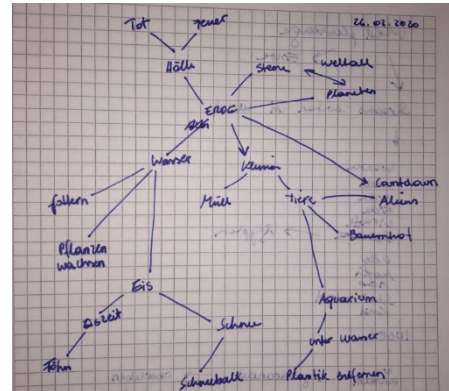 26.02.2020
Tot
Feuer
Hölle
Sterne
Weltall
Planeten
ERDE
Wasser
Klima
Countdown
foltern
Müll
Tiere
Aliens
Pflanzen
wachsen
Bauernhof
Eis
Aquarium
Eiszeit
Schnee
unter wasser
Föhn
Schneeball
Plastik entfernen